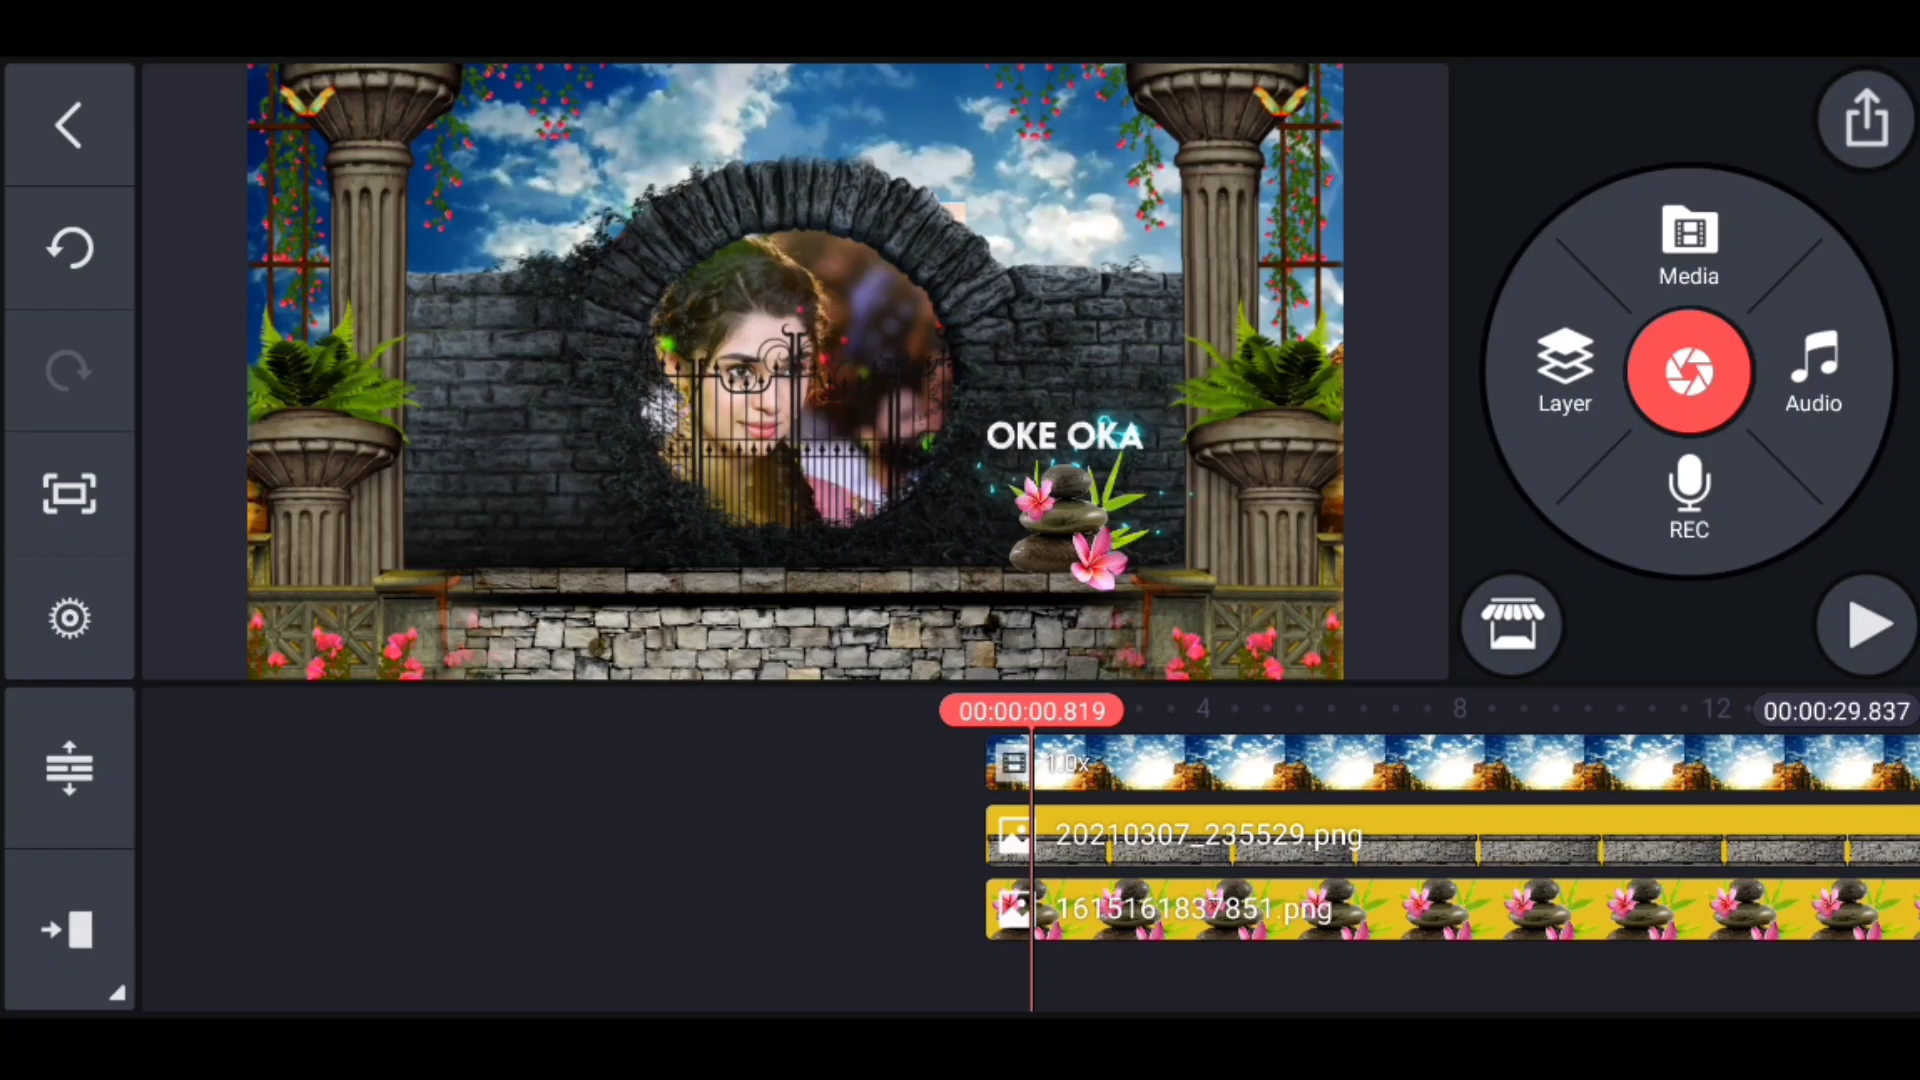 Media
Layer
Audio
REC
OKE OKA
00:00:00.819
4
8
12
00:00:29.837
1.0x
20210307_235529.png
1615161837851.png